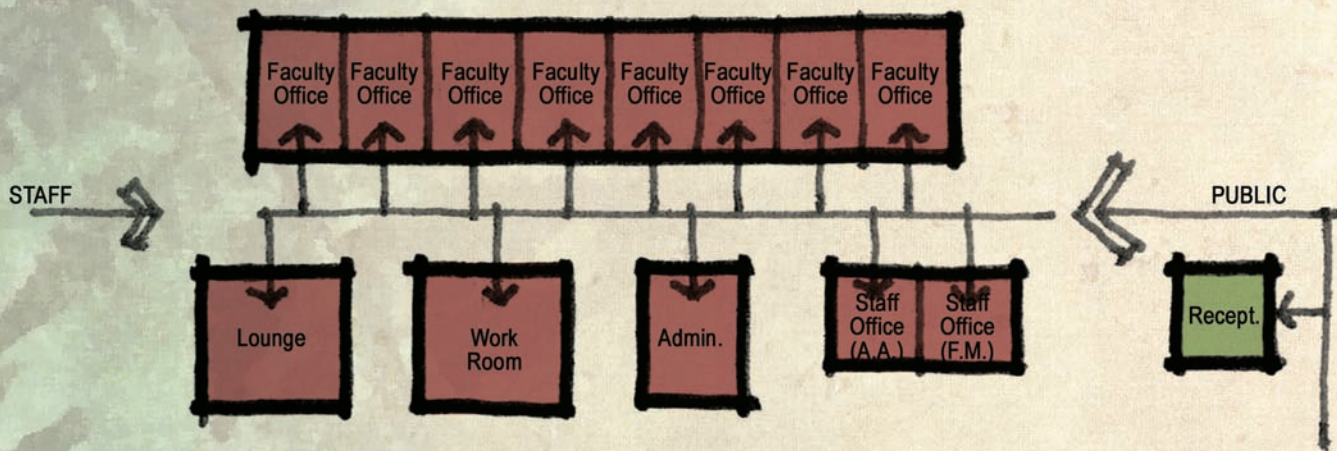 Faculty
Office
Faculty
Office
Faculty
Office
Faculty
Office
Faculty
Office
Faculty
Office
Faculty
Office
Faculty
Office
STAFF
PUBLIC
Lounge
Work
Room
Admin.
Staff
Office
(A.A.)
Staff
Office
(F.M.)
Recept.